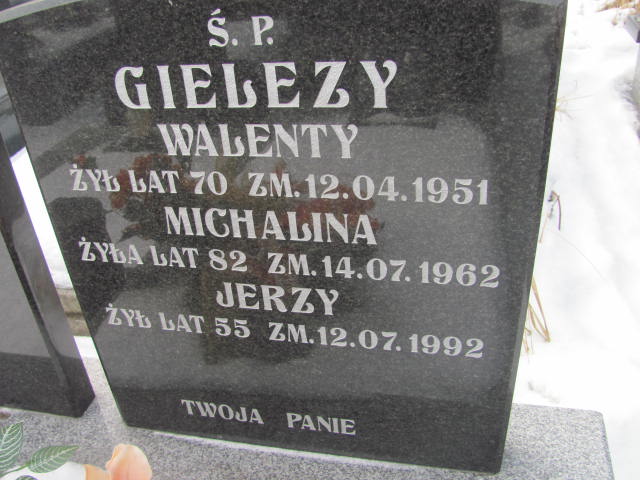 Ś. P.
GIELEZY
WALENTY
ŻYŁ LAT 70 ZM. 12.04.1951
MICHALINA
ŻYŁA LAT 82 ZM. 14.07.1962
JERZY
ŻYŁ LAT 55 ZM. 12.07.1992
TWOJA PANIE